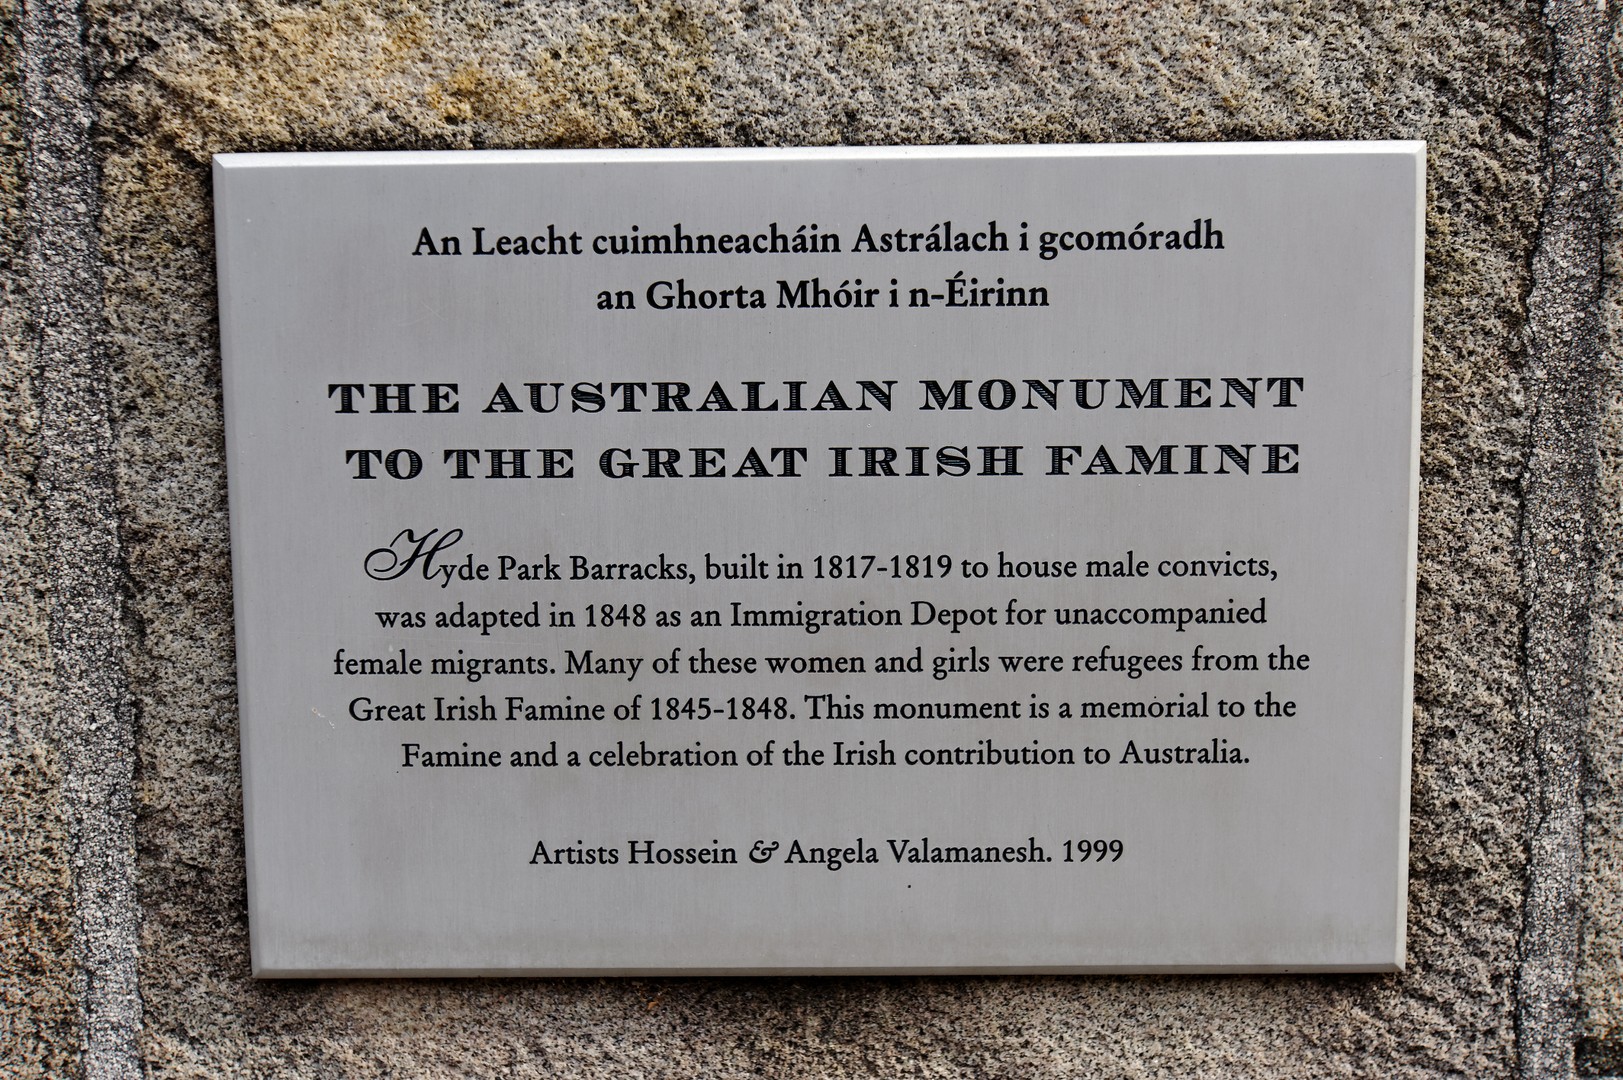 An Leacht cuimhneacháin Astrálach i gcomóradh
an Ghorta Mhóir i n-Éirinn
THE AUSTRALIAN MONUMENT
TO THE GREAT IRISH FAMINE
Hyde Park Barracks, built in 1817-1819 to house male convicts,
was adapted in 1848 as an Immigration Depot for unaccompanied
female migrants. Many of these women and girls were refugees from the
Great Irish Famine of 1845-1848. This monument is a memorial to the
Famine and a celebration of the Irish contribution to Australia.
Artists Hossein & Angela Valamanesh. 1999